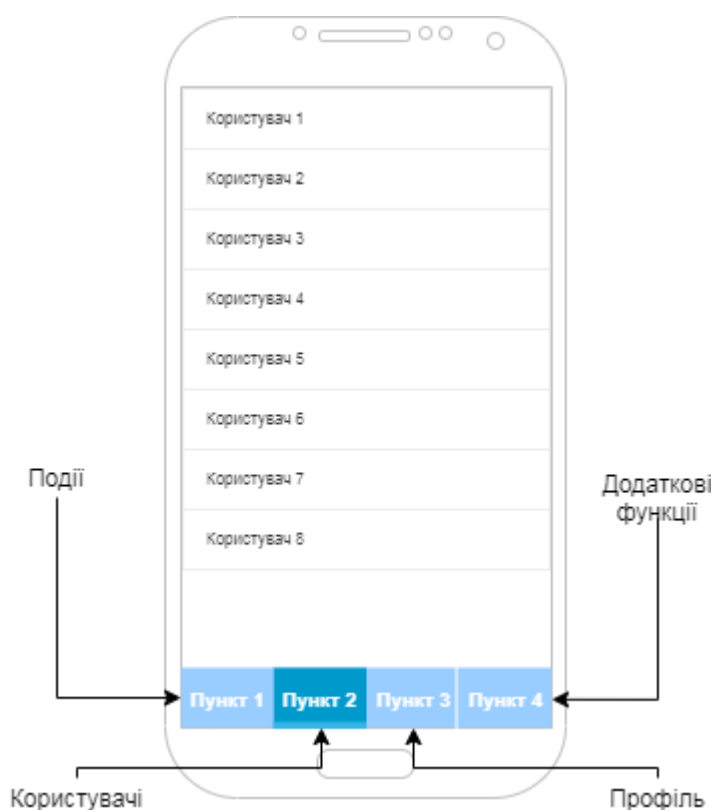 Користувач 1
Користувач 2
Користувач 3
Користувач 4
Користувач 5
Користувач 6
Користувач 7
Користувач 8
Події
Додаткові
функції
Пункт 1
Пункт 2
Пункт 3
Пункт 4
Користувачі
Профіль